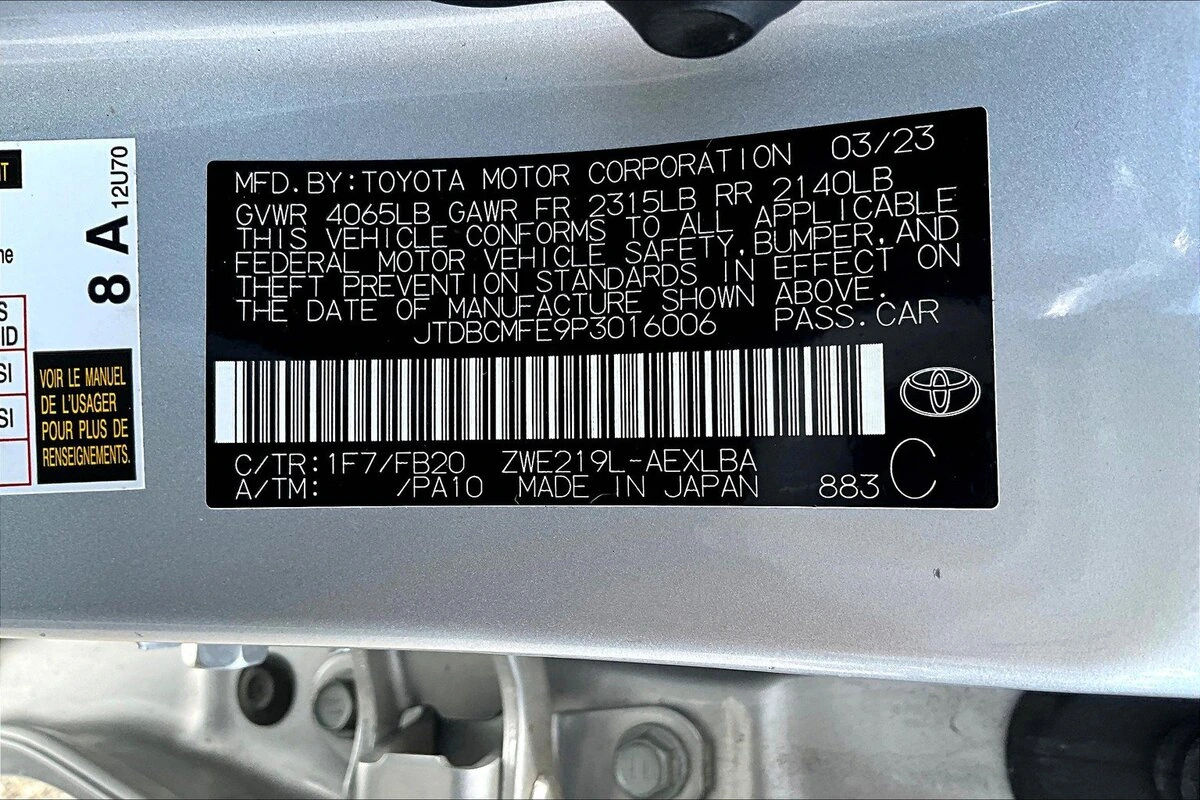 MFD.BY:TOYOTA MOTOR CORPORATION 03/23
GVWR 4065LB GAWR FR 2315LB RR 2140LB
THIS VEHICLE CONFORMS TO ALL APPLICABLE
FEDERAL MOTOR VEHICLE SAFETY,BUMPER,AND
THEFT PREVENTION STANDARDS IN EFFECT ON
THE DATE OF MANUFACTURE SHOWN ABOVE.
JTDBCMFE9P3016006 PASS.CAR
C/TR:1F7/FB20 ZWE219L-AEXLBA
A/TM: /PA10 MADE IN JAPAN 883 C
8 A 12U70
VOIR LE MANUEL
DE L'USAGER
POUR PLUS DE
RENSEIGNEMENTS.